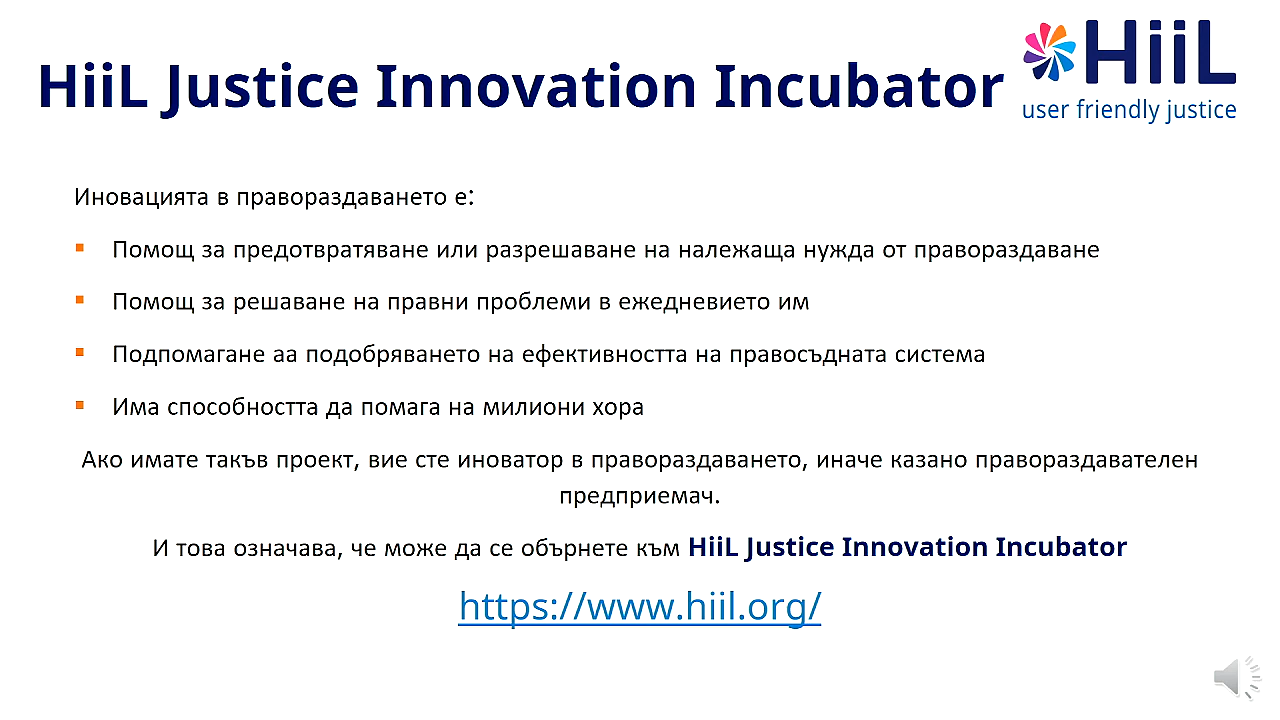 HiiL Justice Innovation Incubator
HiiL
user friendly justice
Иновацията в правораздаването е:
Помощ за предотвратяване или разрешаване на належаща нужда от правораздаване
Помощ за решаване на правни проблеми в ежедневието им
Подпомагане аа подобряването на ефективността на правосъдната система
Има способността да помага на милиони хора
Ако имате такъв проект, вие сте иноватор в правораздаването, иначе казано правораздавателен
предприемач.
И това означава, че може да се обърнете към HiiL Justice Innovation Incubator
https://www.hiil.org/